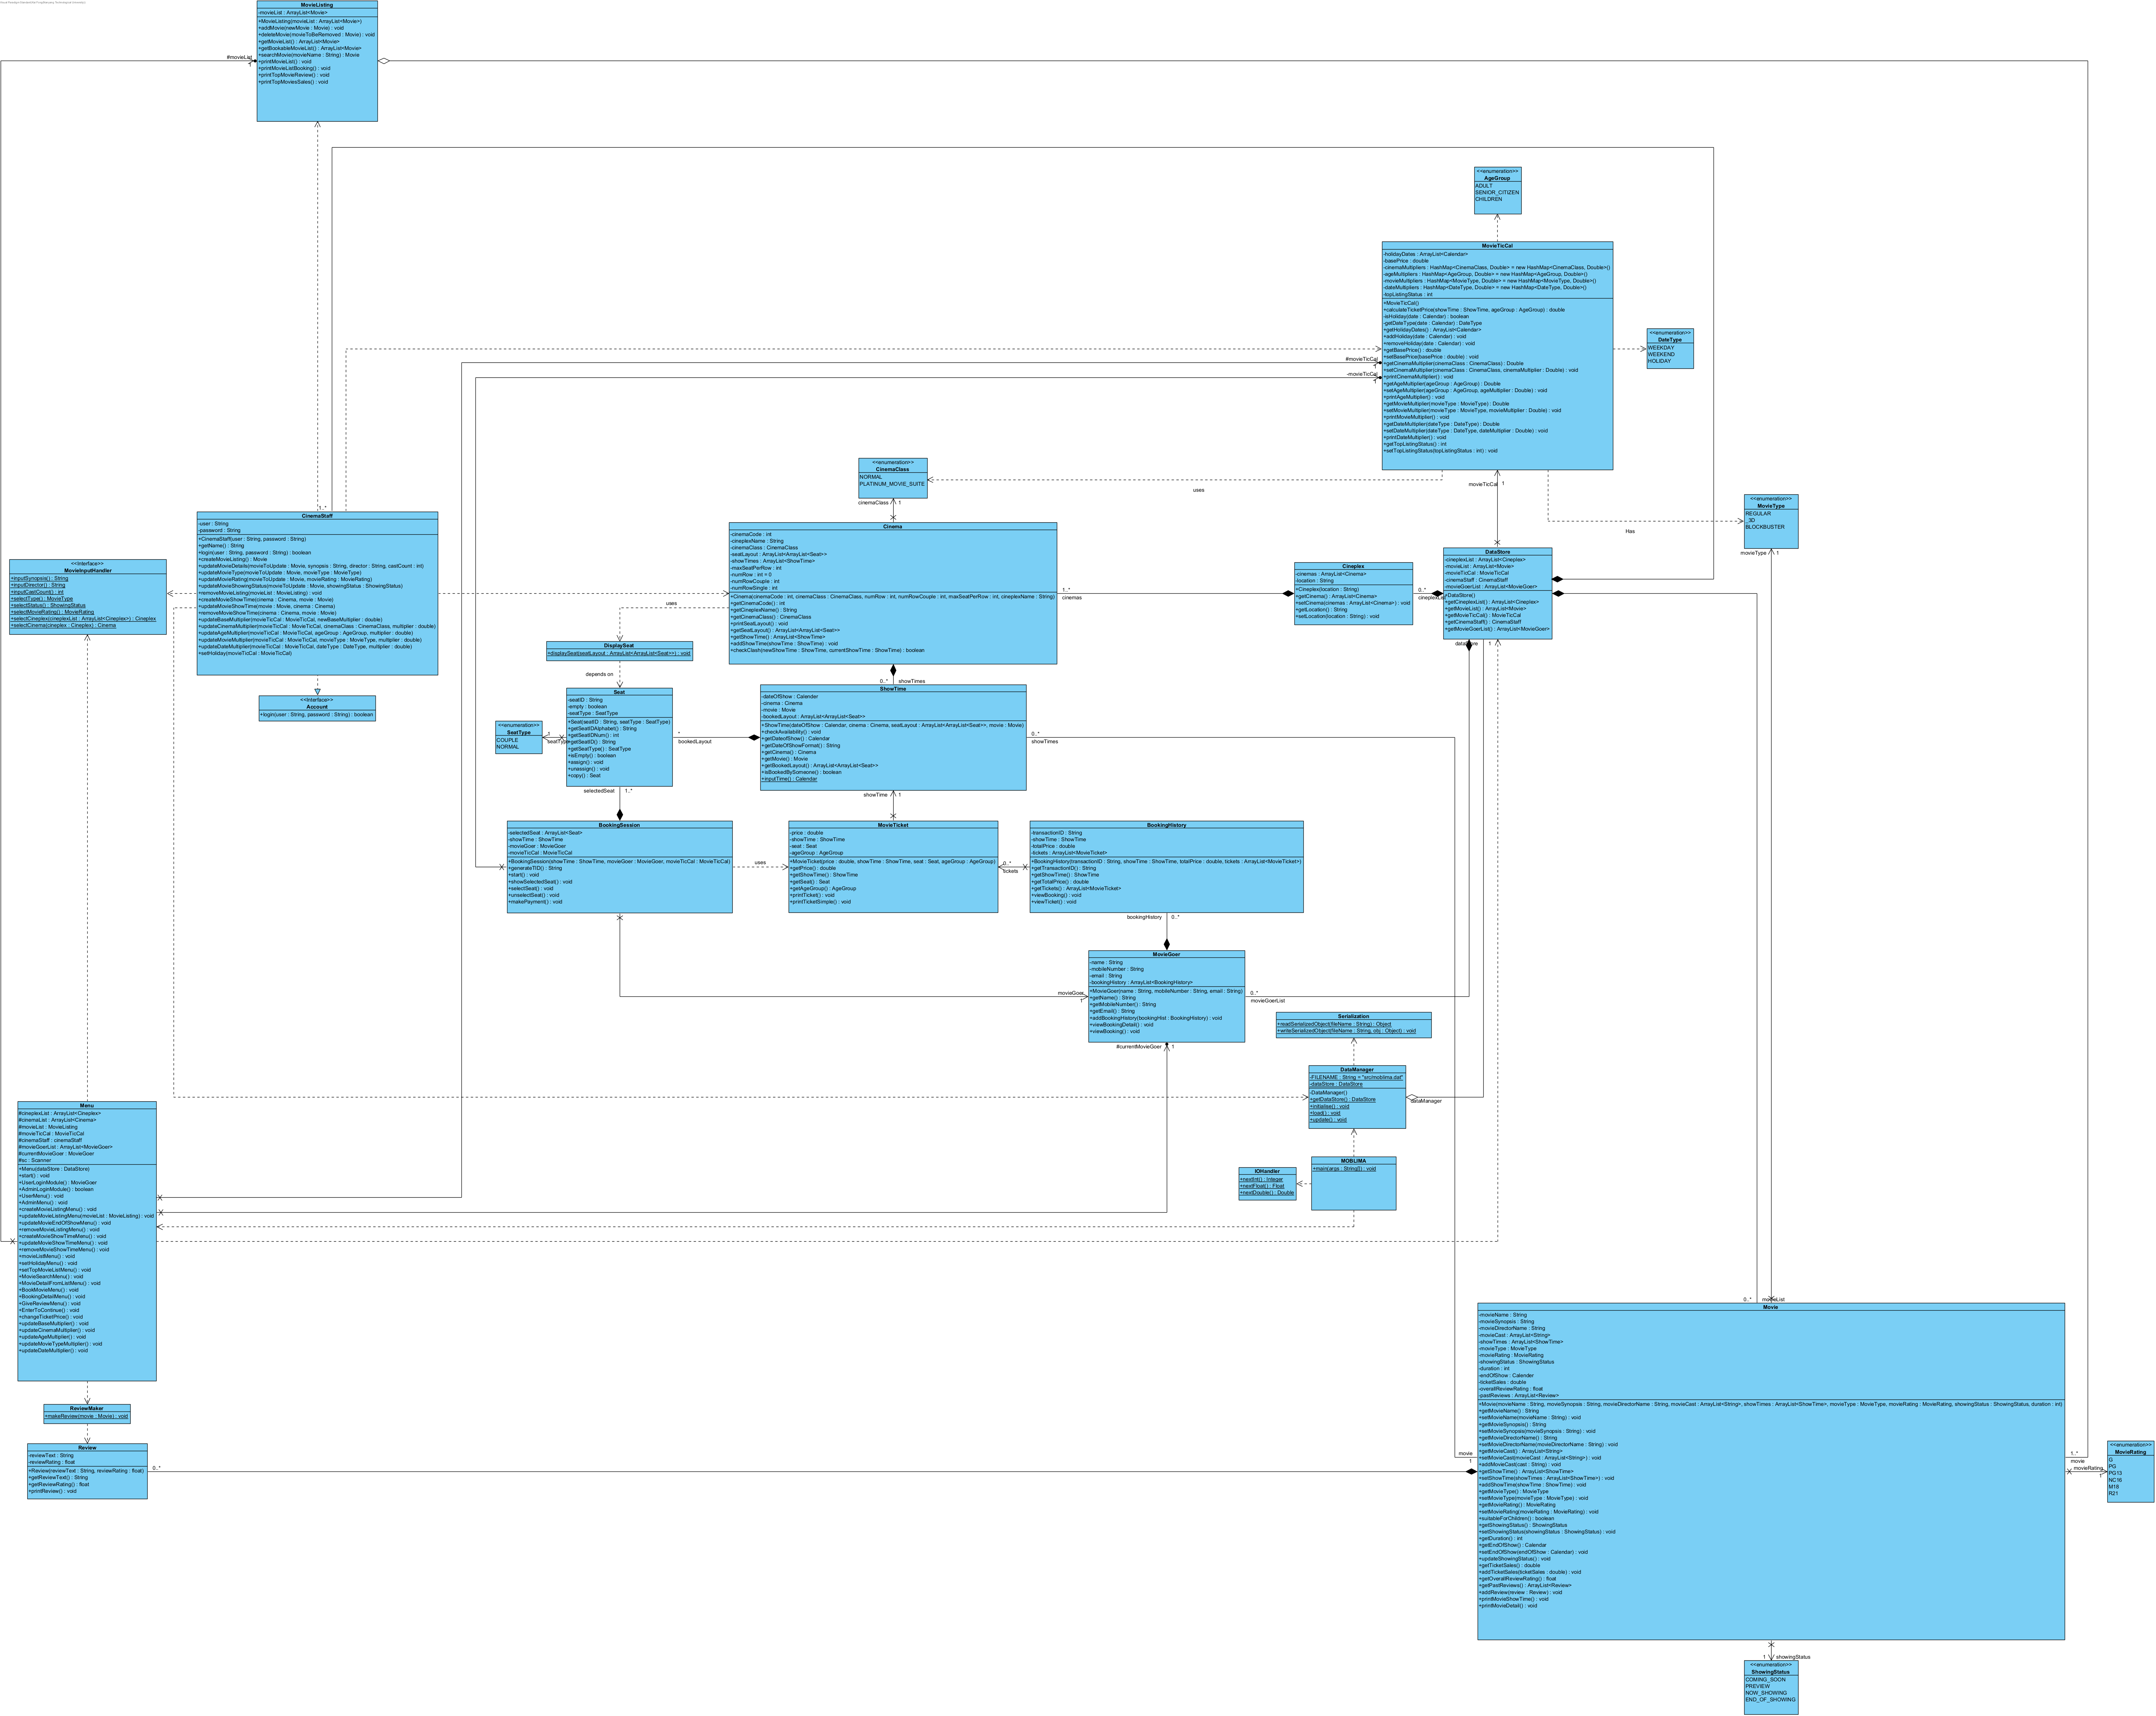 MovieListing
-movieList : ArrayList<Movie>
+MovieListing(movieList : ArrayList<Movie>)
+addMovie(newMovie : Movie) : void
+deleteMovie(movieToBeRemoved : Movie) : void
+getMovieList() : ArrayList<Movie>
+getBookableMovieList() : ArrayList<Movie>
+searchMovie(movieName : String) : Movie
+printMovieList() : void
+printMovieListBooking() : void
+printTopMovieReview() : void
+printTopMoviesSales() : void
#movieList
<<enumeration>>
AgeGroup
ADULT
SENIOR_CITIZEN
CHILDREN
MovieTicCal
-holidayDates : ArrayList<Calendar>
-basePrice : double
-cinemaMultipliers : HashMap<CinemaClass, Double> = new HashMap<CinemaClass, Double>()
-ageMultipliers : HashMap<AgeGroup, Double> = new HashMap<AgeGroup, Double>()
-movieMultipliers : HashMap<MovieType, Double> = new HashMap<MovieType, Double>()
-dateMultipliers : HashMap<DateType, Double> = new HashMap<DateType, Double>()
-topListingStatus : int
+MovieTicCal()
+calculateTicketPrice(showTime : ShowTime, ageGroup : AgeGroup) : double
-isHoliday(date : Calendar) : boolean
-getDateType(date : Calendar) : DateType
+getHolidayDates() : ArrayList<Calendar>
+addHoliday(date : Calendar) : void
+removeHoliday(date : Calendar) : void
+getBasePrice() : double
+setBasePrice(basePrice : double) : void
+getCinemaMultiplier(cinemaClass : CinemaClass) : Double
+setCinemaMultiplier(cinemaClass : CinemaClass, cinemaMultiplier : Double) : void
+printCinemaMultiplier() : void
+getAgeMultiplier(ageGroup : AgeGroup) : Double
+setAgeMultiplier(ageGroup : AgeGroup, ageMultiplier : Double) : void
+printAgeMultiplier() : void
+getMovieMultiplier(movieType : MovieType) : Double
+setMovieMultiplier(movieType : MovieType, movieMultiplier : Double) : void
+printMovieMultiplier() : void
+getDateMultiplier(dateType : DateType) : Double
+setDateMultiplier(dateType : DateType, dateMultiplier : Double) : void
+printDateMultiplier() : void
+getTopListingStatus() : int
+setTopListingStatus(topListingStatus : int) : void
#movieTicCal
1
-movieTicCal
1
<<enumeration>>
DateType
WEEKDAY
WEEKEND
HOLIDAY
<<enumeration>>
CinemaClass
NORMAL
PLATINUM_MOVIE_SUITE
cinemaClass 1
uses
movieTicCal 1
<<enumeration>>
MovieType
REGULAR
_3D
BLOCKBUSTER
movieType 1
Has
1..*
CinemaStaff
-user : String
-password : String
+CinemaStaff(user : String, password : String)
+getName() : String
+login(user : String, password : String) : boolean
+createMovieListing() : Movie
+updateMovieDetails(movieToUpdate : Movie, synopsis : String, director : String, castCount : int)
+updateMovieType(movieToUpdate : Movie, movieType : MovieType)
+updateMovieRating(movieToUpdate : Movie, movieRating : MovieRating)
+updateMovieShowingStatus(movieToUpdate : Movie, showingStatus : ShowingStatus)
+removeMovieListing(movieList : MovieListing) : void
+createMovieShowTime(cinema : Cinema, movie : Movie)
+updateMovieShowTime(movie : Movie, cinema : Cinema)
+removeMovieShowTime(cinema : Cinema, movie : Movie)
+updateBaseMultiplier(movieTicCal : MovieTicCal, newBaseMultiplier : double)
+updateCinemaMultiplier(movieTicCal : MovieTicCal, cinemaClass : CinemaClass, multiplier : double)
+updateAgeMultiplier(movieTicCal : MovieTicCal, ageGroup : AgeGroup, multiplier : double)
+updateMovieMultiplier(movieTicCal : MovieTicCal, movieType : MovieType, multiplier : double)
+updateDateMultiplier(movieTicCal : MovieTicCal, dateType : DateType, multiplier : double)
+setHoliday(movieTicCal : MovieTicCal)
<<Interface>>
MovieInputHandler
+inputSynopsis() : String
+inputDirector() : String
+inputCastCount() : int
+selectType() : MovieType
+selectStatus() : ShowingStatus
+selectMovieRating() : MovieRating
+selectCineplex(cineplexList : ArrayList<Cineplex>) : Cineplex
+selectCinema(cineplex : Cineplex) : Cinema
<<Interface>>
Account
+login(user : String, password : String) : boolean
Cinema
-cinemaCode : int
-cineplexName : String
-cinemaClass : CinemaClass
-seatLayout : ArrayList<ArrayList<Seat>>
-showTimes : ArrayList<ShowTime>
-maxSeatPerRow : int
-numRow : int = 0
-numRowCouple : int
-numRowSingle : int
+Cinema(cinemaCode : int, cinemaClass : CinemaClass, numRow : int, numRowCouple : int, maxSeatPerRow : int, cineplexName : String)
+getCinemaCode() : int
+getCineplexName() : String
+getCinemaClass() : CinemaClass
+printSeatLayout() : void
+getSeatLayout() : ArrayList<ArrayList<Seat>>
+getShowTime() : ArrayList<ShowTime>
+addShowTime(showTime : ShowTime) : void
+checkClash(newShowTime : ShowTime, currentShowTime : ShowTime) : boolean
1..*
cinemas
Cineplex
-cinemas : ArrayList<Cinema>
-location : String
+Cineplex(location : String)
+getCinema() : ArrayList<Cinema>
+setCinema(cinemas : ArrayList<Cinema>) : void
+getLocation() : String
+setLocation(location : String) : void
0..*
cineplexList
DataStore
-cineplexList : ArrayList<Cineplex>
-movieList : ArrayList<Movie>
-movieTicCal : MovieTicCal
-cinemaStaff : CinemaStaff
-movieGoerList : ArrayList<MovieGoer>
+DataStore()
+getCineplexList() : ArrayList<Cineplex>
+getMovieList() : ArrayList<Movie>
+getMovieTicCal() : MovieTicCal
+getCinemaStaff() : CinemaStaff
+getMovieGoerList() : ArrayList<MovieGoer>
dataStore 1
uses
DisplaySeat
+displaySeat(seatLayout : ArrayList<ArrayList<Seat>>) : void
depends on
0..* showTimes
Seat
-seatID : String
-empty : boolean
-seatType : SeatType
+Seat(seatID : String, seatType : SeatType)
+getSeatIDAlphabet() : String
+getSeatIDNum() : int
+getSeatID() : String
+getSeatType() : SeatType
+isEmpty() : boolean
+assign() : void
+unassign() : void
+copy() : Seat
<<enumeration>>
SeatType
COUPLE
NORMAL
1
seatType
*
bookedLayout
ShowTime
-dateOfShow : Calender
-cinema : Cinema
-movie : Movie
-bookedLayout : ArrayList<ArrayList<Seat>>
+ShowTime(dateOfShow : Calendar, cinema : Cinema, seatLayout : ArrayList<ArrayList<Seat>>, movie : Movie)
+checkAvailability() : void
+getDateofShow() : Calendar
+getDateOfShowFormat() : String
+getCinema() : Cinema
+getMovie() : Movie
+getBookedLayout() : ArrayList<ArrayList<Seat>>
+isBookedBySomeone() : boolean
+inputTime() : Calendar
0..*
showTimes
selectedSeat 1..*
showTime 1
BookingSession
-selectedSeat : ArrayList<Seat>
-showTime : ShowTime
-movieGoer : MovieGoer
-movieTicCal : MovieTicCal
+BookingSession(showTime : ShowTime, movieGoer : MovieGoer, movieTicCal : MovieTicCal)
+generateTID() : String
+start() : void
+showSelectedSeat() : void
+selectSeat() : void
+unselectSeat() : void
+makePayment() : void
uses
MovieTicket
-price : double
-showTime : ShowTime
-seat : Seat
-ageGroup : AgeGroup
+MovieTicket(price : double, showTime : ShowTime, seat : Seat, ageGroup : AgeGroup)
+getPrice() : double
+getShowTime() : ShowTime
+getSeat() : Seat
+getAgeGroup() : AgeGroup
+printTicket() : void
+printTicketSimple() : void
0..*
tickets
BookingHistory
-transactionID : String
-showTime : ShowTime
-totalPrice : double
-tickets : ArrayList<MovieTicket>
+BookingHistory(transactionID : String, showTime : ShowTime, totalPrice : double, tickets : ArrayList<MovieTicket>)
+getTransactionID() : String
+getShowTime() : ShowTime
+getTotalPrice() : double
+getTickets() : ArrayList<MovieTicket>
+viewBooking() : void
+viewTicket() : void
bookingHistory 0..*
MovieGoer
-name : String
-mobileNumber : String
-email : String
-bookingHistory : ArrayList<BookingHistory>
+MovieGoer(name : String, mobileNumber : String, email : String)
+getName() : String
+getMobileNumber() : String
+getEmail() : String
+addBookingHistory(bookingHist : BookingHistory) : void
+viewBookingDetail() : void
+viewBooking() : void
movieGoer
1
0..*
movieGoerList
#currentMovieGoer 1
Serialization
+readSerializedObject(fileName : String) : Object
+writeSerializedObject(fileName : String, obj : Object) : void
DataManager
-FILENAME : String = "src/moblima.dat"
-dataStore : DataStore
-DataManager()
+getDataStore() : DataStore
+initialise() : void
+load() : void
+update() : void
dataManager
MOBLIMA
+main(args : String[]) : void
IOHandler
+nextInt() : Integer
+nextFloat() : Float
+nextDouble() : Double
Menu
#cineplexList : ArrayList<Cineplex>
#cinemaList : ArrayList<Cinema>
#movieList : MovieListing
#movieTicCal : MovieTicCal
#cinemaStaff : cinemaStaff
#movieGoerList : ArrayList<MovieGoer>
#currentMovieGoer : MovieGoer
#sc : Scanner
+Menu(dataStore : DataStore)
+start() : void
+UserLoginModule() : MovieGoer
+AdminLoginModule() : boolean
+UserMenu() : void
+AdminMenu() : void
+createMovieListingMenu() : void
+updateMovieListingMenu(movieList : MovieListing) : void
+updateMovieEndOfShowMenu() : void
+removeMovieListingMenu() : void
+createMovieShowTimeMenu() : void
+updateMovieShowTimeMenu() : void
+removeMovieShowTimeMenu() : void
+movieListMenu() : void
+setHolidayMenu() : void
+setTopMovieListMenu() : void
+MovieSearchMenu() : void
+MovieDetailFromListMenu() : void
+BookMovieMenu() : void
+BookingDetailMenu() : void
+GiveReviewMenu() : void
+EnterToContinue() : void
+changeTicketPrice() : void
+updateBaseMultiplier() : void
+updateCinemaMultiplier() : void
+updateAgeMultiplier() : void
+updateMovieTypeMultiplier() : void
+updateDateMultiplier() : void
ReviewMaker
+makeReview(movie : Movie) : void
Review
-reviewText : String
-reviewRating : float
+Review(reviewText : String, reviewRating : float)
+getReviewText() : String
+getReviewRating() : float
+printReview() : void
0..*
0..* movieList
Movie
-movieName : String
-movieSynopsis : String
-movieDirectorName : String
-movieCast : ArrayList<String>
-showTimes : ArrayList<ShowTime>
-movieType : MovieType
-movieRating : MovieRating
-showingStatus : ShowingStatus
-duration : int
-endOfShow : Calender
-ticketSales : double
-overallReviewRating : float
-pastReviews : ArrayList<Review>
+Movie(movieName : String, movieSynopsis : String, movieDirectorName : String, movieCast : ArrayList<String>, showTimes : ArrayList<ShowTime>, movieType : MovieType, movieRating : MovieRating, showingStatus : ShowingStatus, duration : int)
+getMovieName() : String
+setMovieName(movieName : String) : void
+getMovieSynopsis() : String
+setMovieSynopsis(movieSynopsis : String) : void
+getMovieDirectorName() : String
+setMovieDirectorName(movieDirectorName : String) : void
+getMovieCast() : ArrayList<String>
+setMovieCast(movieCast : ArrayList<String>) : void
+addMovieCast(cast : String) : void
+getShowTime() : ArrayList<ShowTime>
+setShowTime(showTimes : ArrayList<ShowTime>) : void
+addShowTime(showTime : ShowTime) : void
+getMovieType() : MovieType
+setMovieType(movieType : MovieType) : void
+getMovieRating() : MovieRating
+setMovieRating(movieRating : MovieRating) : void
+suitableForChildren() : boolean
+getShowingStatus() : ShowingStatus
+setShowingStatus(showingStatus : ShowingStatus) : void
+getDuration() : int
+getEndOfShow() : Calendar
+setEndOfShow(endOfShow : Calendar) : void
+updateShowingStatus() : void
+getTicketSales() : double
+addTicketSales(ticketSales : double) : void
+getOverallReviewRating() : float
+getPastReviews() : ArrayList<Review>
+addReview(review : Review) : void
+printMovieShowTime() : void
+printMovieDetail() : void
movie
1
1..*
movie
movieRating
1
<<enumeration>>
MovieRating
G
PG
PG13
NC16
M18
R21
1 showingStatus
<<enumeration>>
ShowingStatus
COMING_SOON
PREVIEW
NOW_SHOWING
END_OF_SHOWING